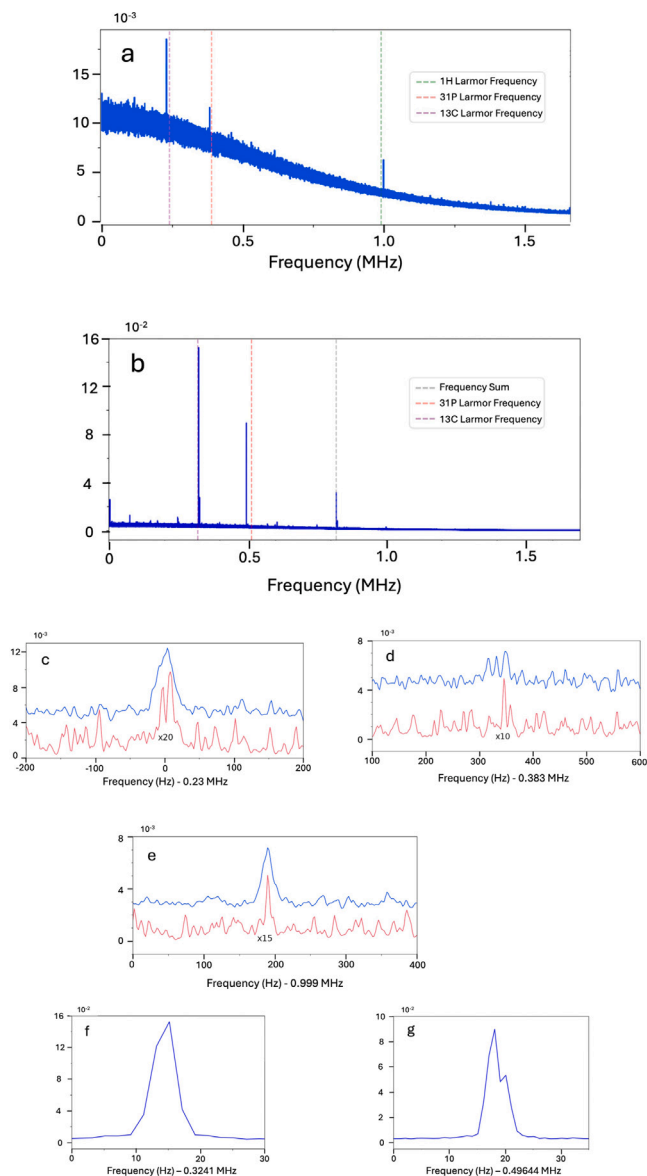 10⁻³
a
15
10
5
0
1H Larmor Frequency
31P Larmor Frequency
13C Larmor Frequency
0 0.5 1.0 1.5
Frequency (MHz)
10⁻²
b
16
12
8
4
0
Frequency Sum
31P Larmor Frequency
13C Larmor Frequency
0 0.5 1.0 1.5
Frequency (MHz)
10⁻³
c
12
8
4
0
x20
-200 -100 0 100 200
Frequency (Hz) - 0.23 MHz
10⁻³
d
8
4
0
x10
100 200 300 400 500 600
Frequency (Hz) - 0.383 MHz
10⁻³
e
8
4
0
x15
0 100 200 300 400
Frequency (Hz) - 0.999 MHz
10⁻²
f
16
12
8
4
0
0 10 20 30
Frequency (Hz) – 0.3241 MHz
g
10
8
6
4
2
0
0 10 20 30
Frequency (Hz) – 0.49644 MHz